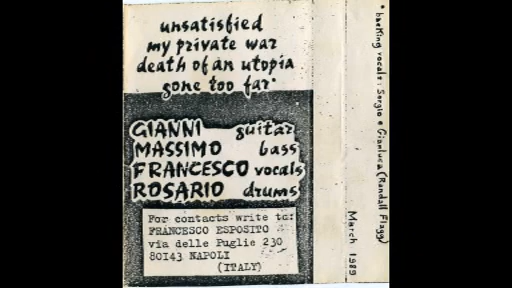 unsatisfied
my private war
death of an utopia
gone too far*
GIANNI guitar
MASSIMO bass
FRANCESCO vocals
ROSARIO drums
For contacts write to:
FRANCESCO ESPOSITO
via delle Puglie 230
80143 NAPOLI
(ITALY)
* backing vocals: Sergio e Gianluca (Randall Flagg)
March 1989